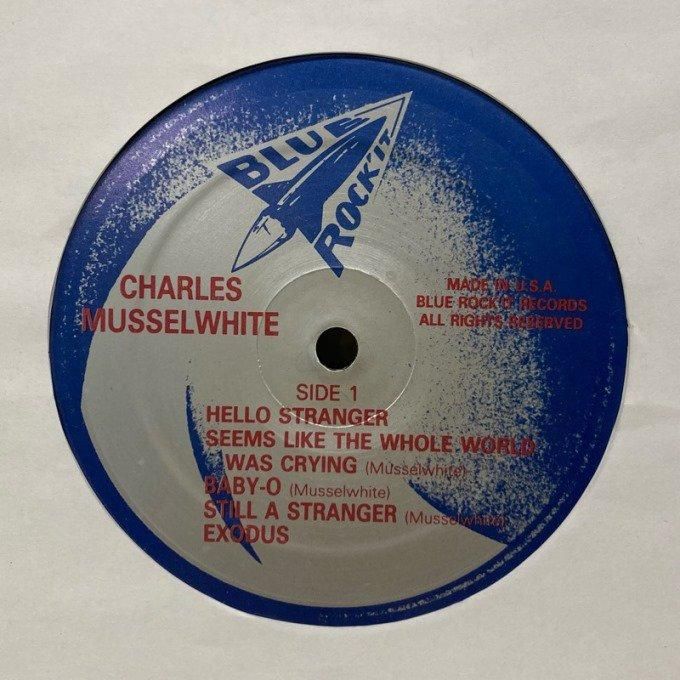 BLUE
ROCK'IT
CHARLES
MUSSELWHITE
MADE IN U.S.A.
BLUE ROCK'IT RECORDS
ALL RIGHTS RESERVED
SIDE 1
HELLO STRANGER
SEEMS LIKE THE WHOLE WORLD
WAS CRYING (Musselwhite)
BABY-O (Musselwhite)
STILL A STRANGER (Musselwhite)
EXODUS